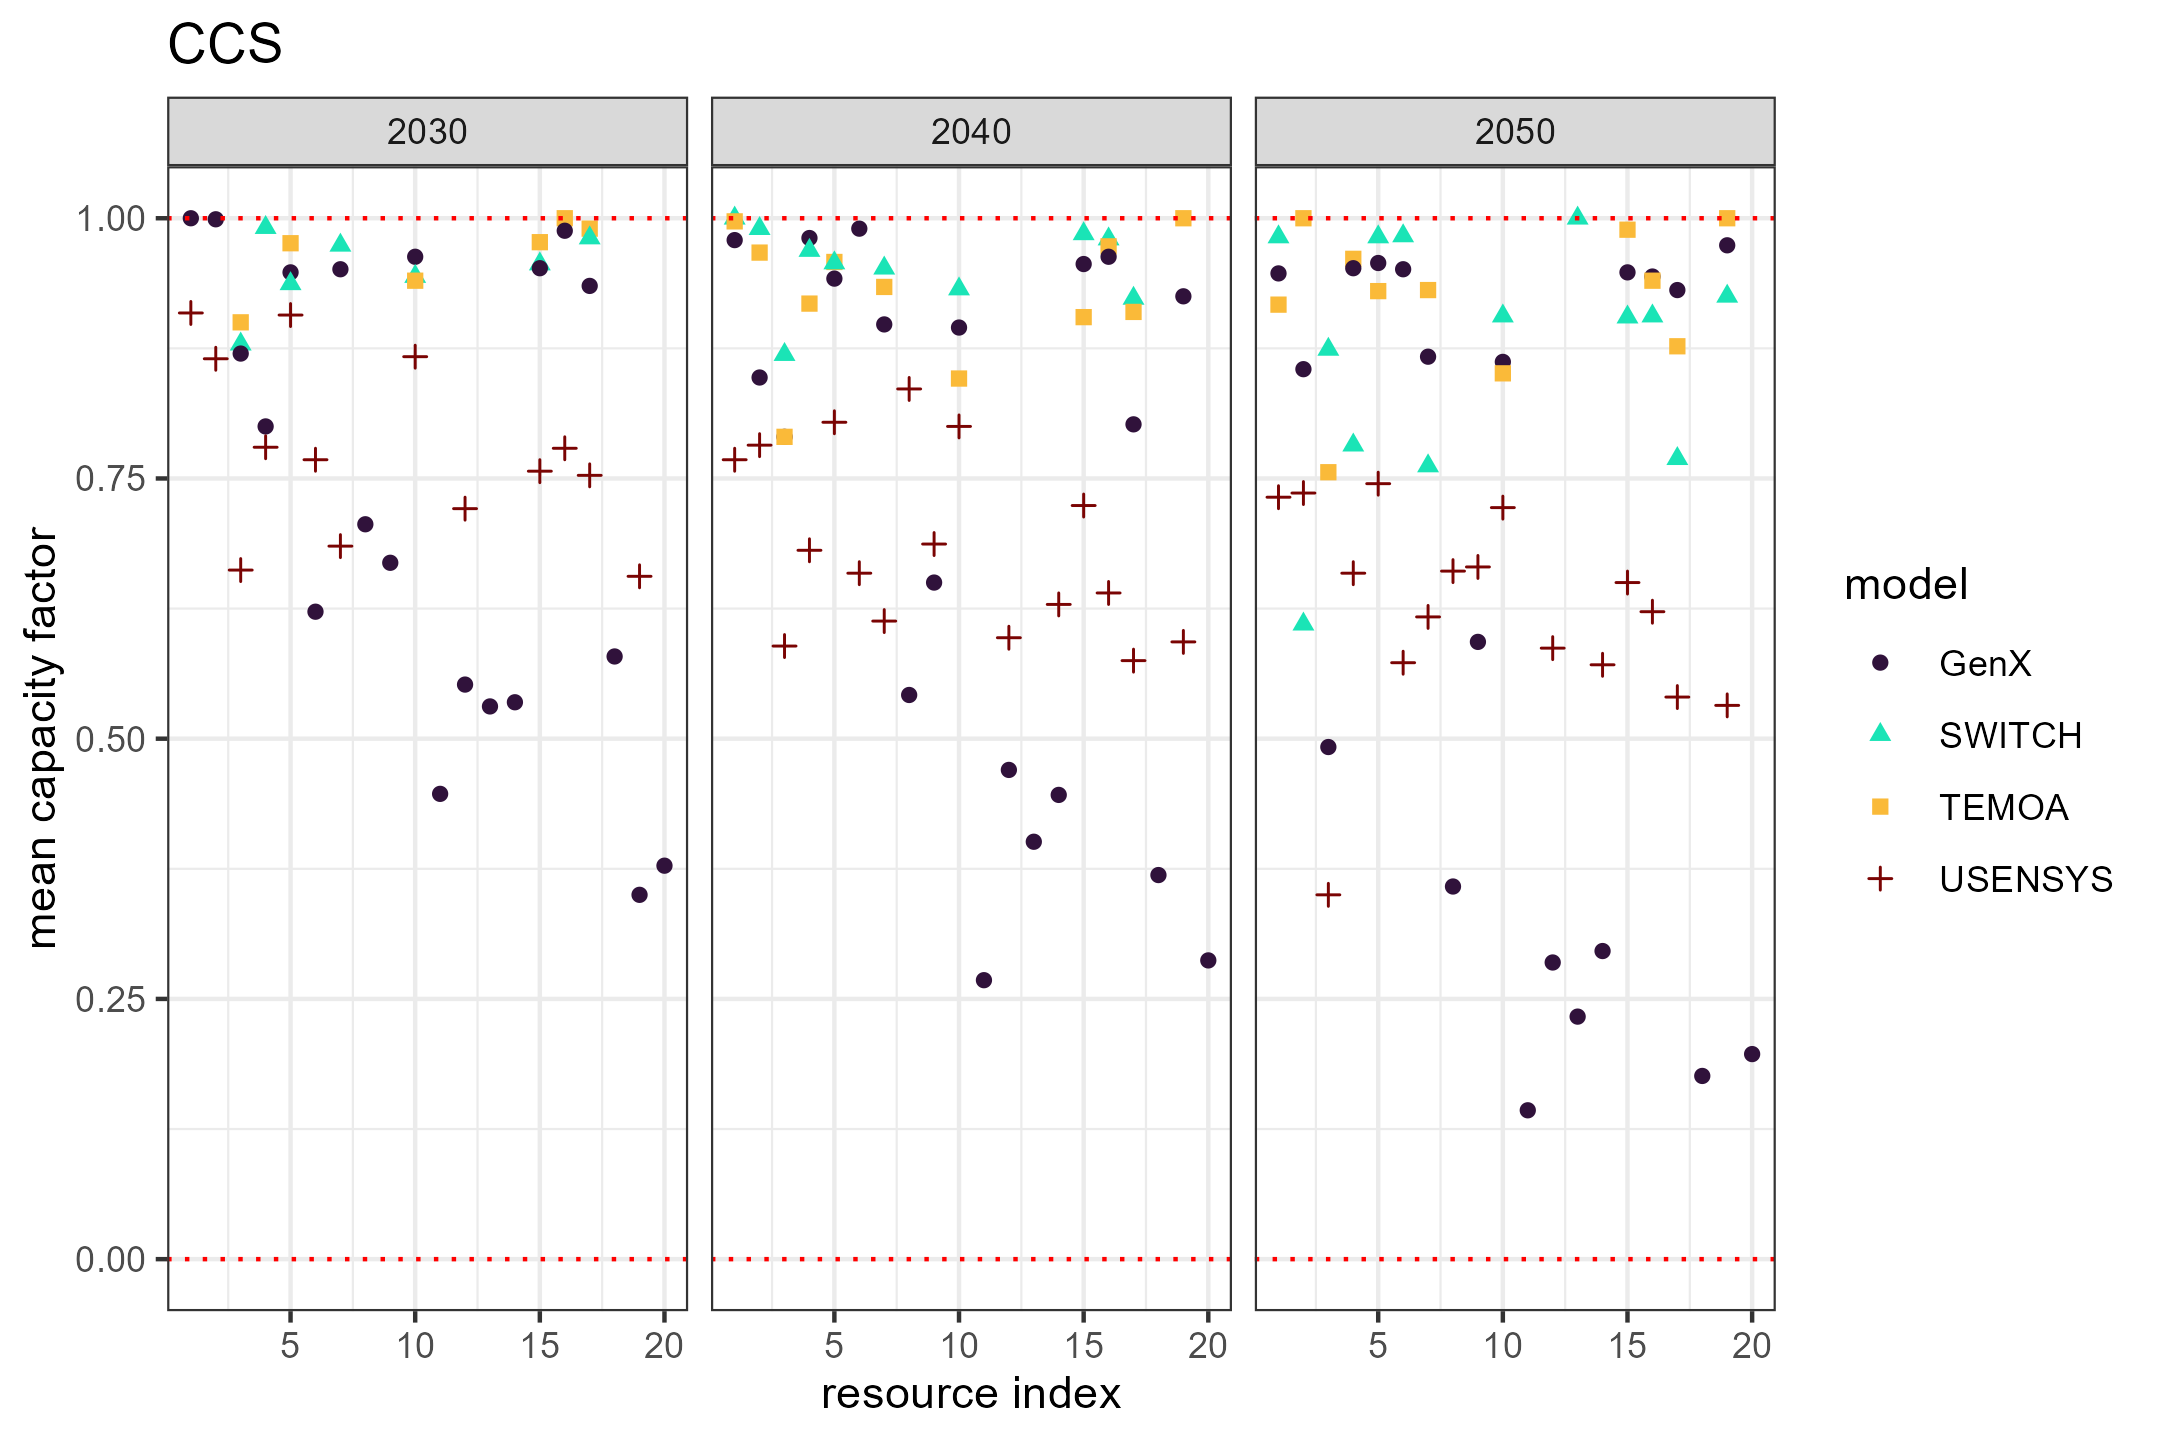 CCS
2030 2040 2050
1.00
0.75
0.50
0.25
0.00
mean capacity factor
5 10 15 20 5 10 15 20 5 10 15 20
resource index
model
GenX
SWITCH
TEMOA
USENSYS